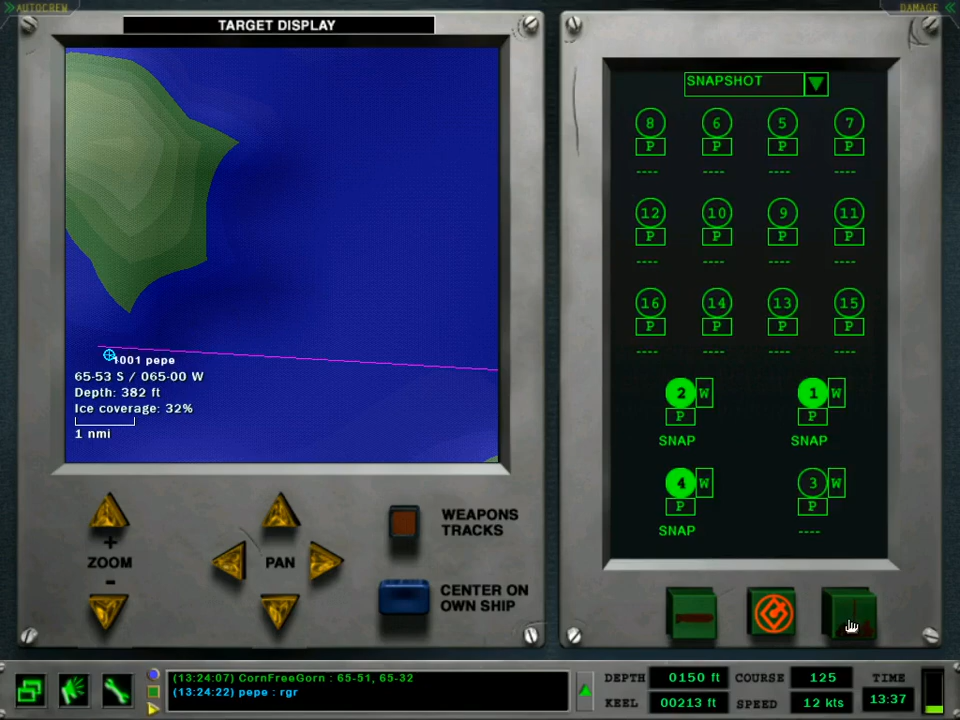 AUTOCREW
DAMAGE
TARGET DISPLAY
SNAPSHOT
8 6 5 7
P P P P
---- ---- ---- ----
12 10 9 11
P P P P
---- ---- ---- ----
16 14 13 15
P P P P
---- ---- ---- ----
2 W 1 W
P P
SNAP SNAP
4 W 3 W
P P
SNAP ----
1001 pepe
65-53 S / 065-00 W
Depth: 382 ft
Ice coverage: 32%
1 nmi
+
ZOOM
-
PAN
WEAPONS
TRACKS
CENTER ON
OWN SHIP
(13:24:07) CornFreeGorn : 65-51, 65-32
(13:24:22) pepe : rgr
DEPTH 0150 ft COURSE 125 TIME
KEEL 00213 ft SPEED 12 kts 13:37